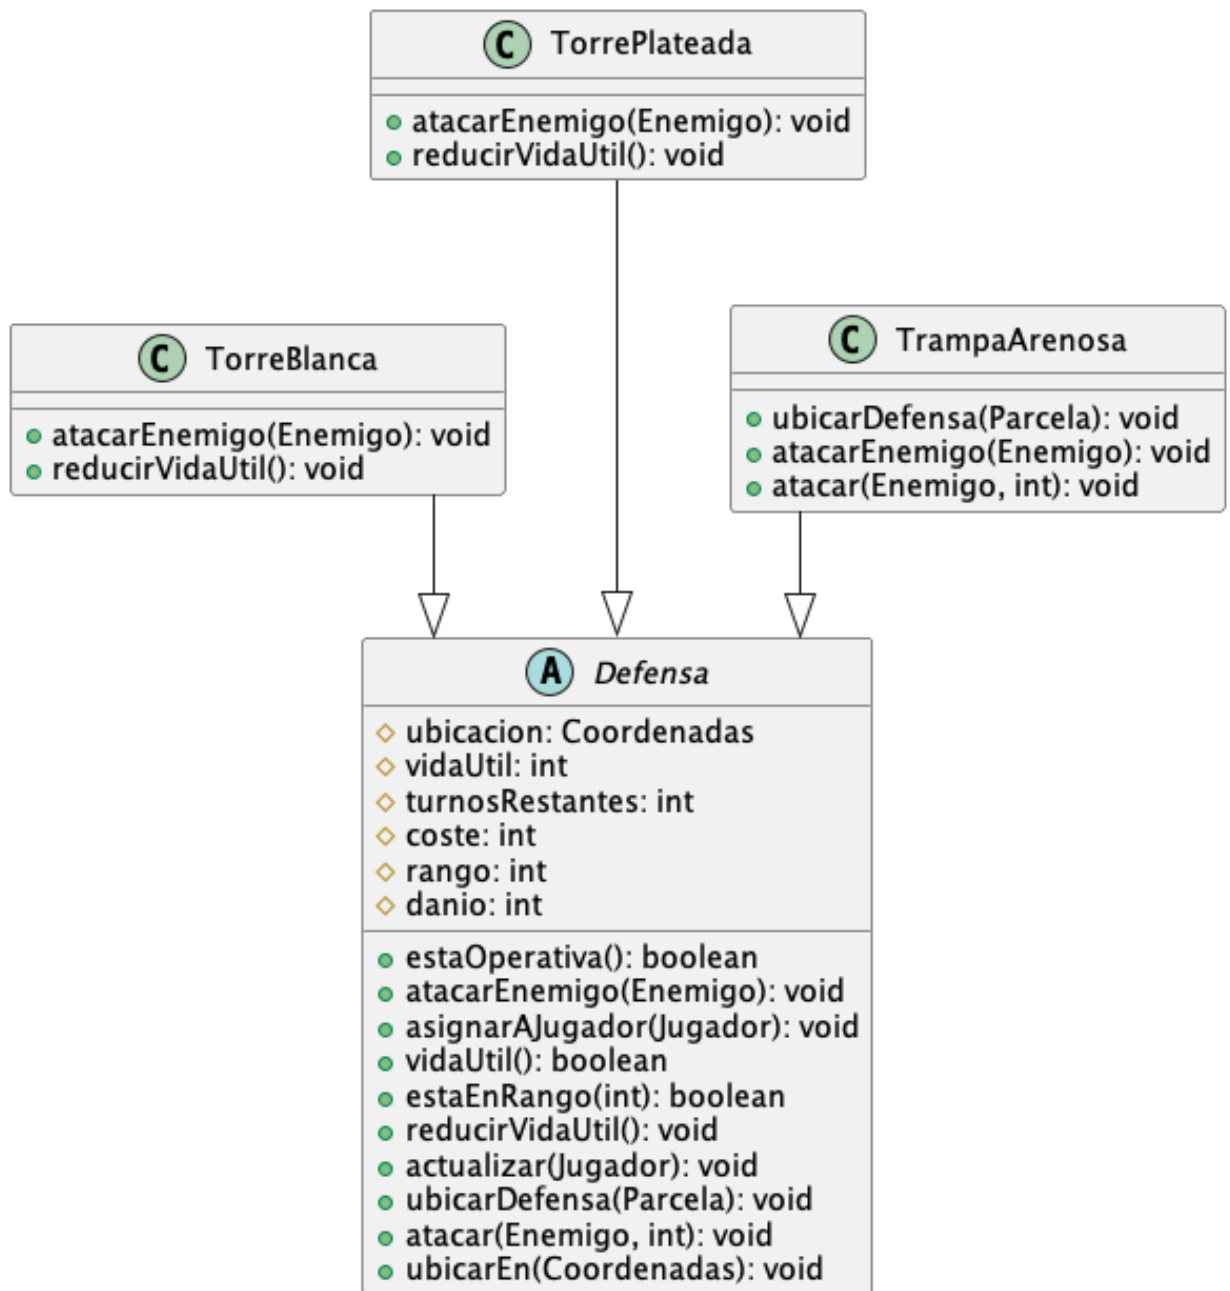 C TorrePlateada
atacarEnemigo(Enemigo): void
reducirVidaUtil(): void
C TorreBlanca
atacarEnemigo(Enemigo): void
reducirVidaUtil(): void
C TrampaArenosa
ubicarDefensa(Parcela): void
atacarEnemigo(Enemigo): void
atacar(Enemigo, int): void
A Defensa
ubicacion: Coordenadas
vidaUtil: int
turnosRestantes: int
coste: int
rango: int
danio: int
estaOperativa(): boolean
atacarEnemigo(Enemigo): void
asignarAJugador(Jugador): void
vidaUtil(): boolean
estaEnRango(int): boolean
reducirVidaUtil(): void
actualizar(Jugador): void
ubicarDefensa(Parcela): void
atacar(Enemigo, int): void
ubicarEn(Coordenadas): void